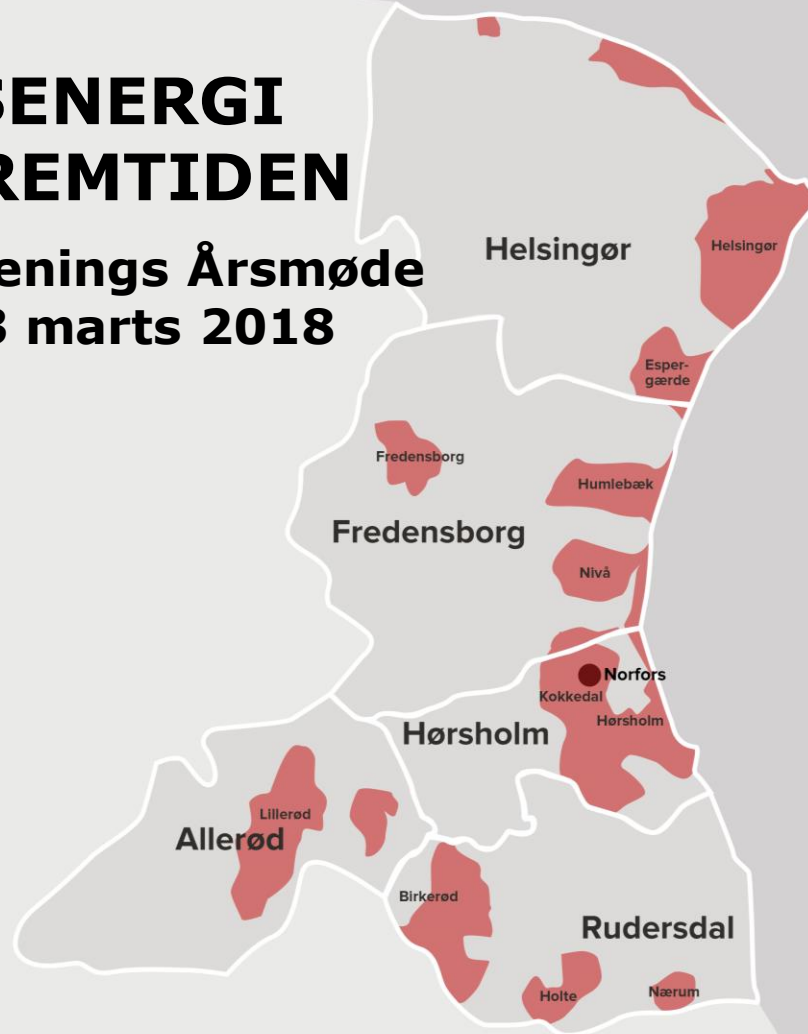 SENERGI
REMTIDEN
enings Årsmøde
marts 2018
Helsingør
Helsingør
Esper-
gærde
Fredensborg
Humlebæk
Fredensborg
Nivå
Norfors
Kokkedal
Hørsholm
Hørsholm
Lillerød
Allerød
Birkerød
Rudersdal
Holte
Nærum